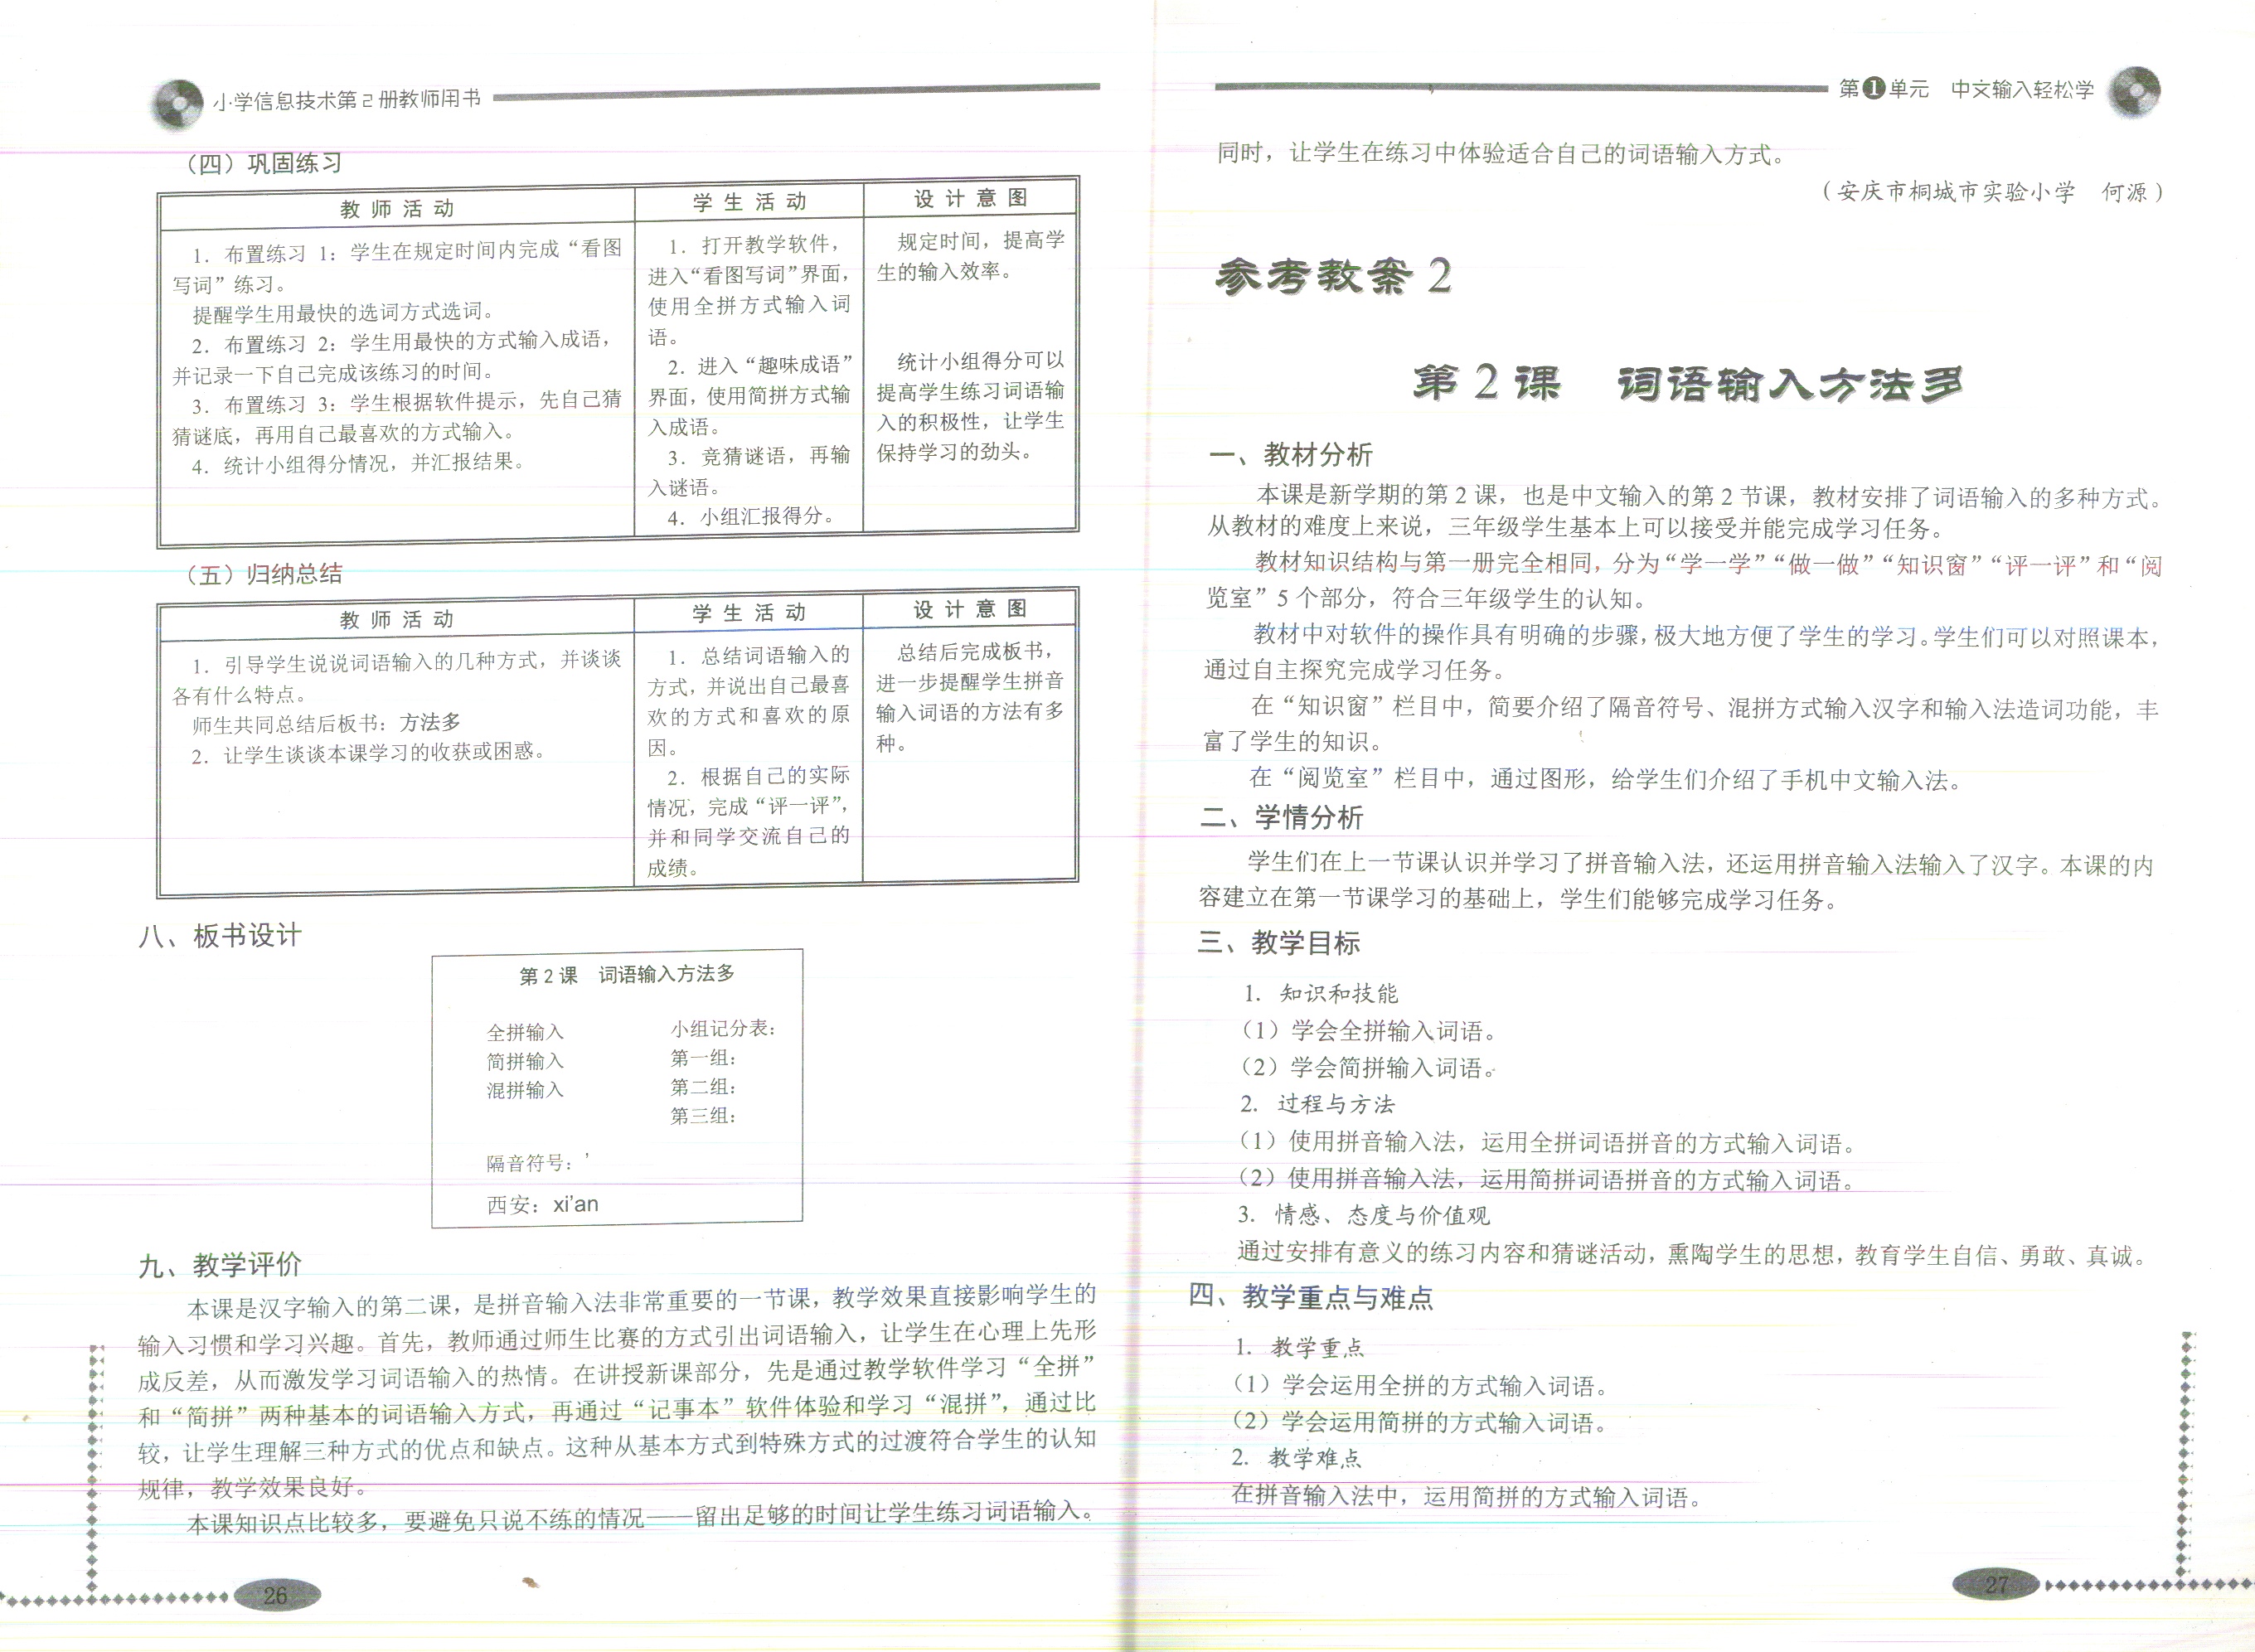 小学信息技术第2册教师用书
（四）巩固练习
教 师 活 动
学 生 活 动
设 计 意 图
1．布置练习 1：学生在规定时间内完成“看图
写词”练习。
提醒学生用最快的选词方式选词。
2．布置练习 2：学生用最快的方式输入成语，
并记录一下自己完成该练习的时间。
3．布置练习 3：学生根据软件提示，先自己猜
猜谜底，再用自己最喜欢的方式输入。
4．统计小组得分情况，并汇报结果。
1．打开教学软件，
进入“看图写词”界面，
使用全拼方式输入词
语。
2．进入“趣味成语”
界面，使用简拼方式输
入成语。
3．竞猜谜语，再输
入谜语。
4．小组汇报得分。
规定时间，提高学
生的输入效率。
统计小组得分可以
提高学生练习词语输
入的积极性，让学生
保持学习的劲头。
（五）归纳总结
教 师 活 动
学 生 活 动
设 计 意 图
1．引导学生说说词语输入的几种方式，并谈谈
各有什么特点。
师生共同总结后板书：方法多
2．让学生谈谈本课学习的收获或困惑。
1．总结词语输入的
方式，并说出自己最喜
欢的方式和喜欢的原
因。
2．根据自己的实际
情况，完成“评一评”，
并和同学交流自己的
成绩。
总结后完成板书，
进一步提醒学生拼音
输入词语的方法有多
种。
八、板书设计
第 2 课　词语输入方法多
全拼输入
简拼输入
混拼输入
小组记分表：
第一组：
第二组：
第三组：
隔音符号：'
西安：xi'an
九、教学评价
本课是汉字输入的第二课，是拼音输入法非常重要的一节课，教学效果直接影响学生的
输入习惯和学习兴趣。首先，教师通过师生比赛的方式引出词语输入，让学生在心理上先形
成反差，从而激发学习词语输入的热情。在讲授新课部分，先是通过教学软件学习“全拼”
和“简拼”两种基本的词语输入方式，再通过“记事本”软件体验和学习“混拼”，通过比
较，让学生理解三种方式的优点和缺点。这种从基本方式到特殊方式的过渡符合学生的认知
规律，教学效果良好。
本课知识点比较多，要避免只说不练的情况——留出足够的时间让学生练习词语输入。
26
第1单元　中文输入轻松学
同时，让学生在练习中体验适合自己的词语输入方式。
（安庆市桐城市实验小学　何源）
参考教案 2
第 2 课　词语输入方法多
一、教材分析
本课是新学期的第 2 课，也是中文输入的第 2 节课，教材安排了词语输入的多种方式。
从教材的难度上来说，三年级学生基本上可以接受并能完成学习任务。
教材知识结构与第一册完全相同，分为“学一学”“做一做”“知识窗”“评一评”和“阅
览室”5 个部分，符合三年级学生的认知。
教材中对软件的操作具有明确的步骤，极大地方便了学生的学习。学生们可以对照课本，
通过自主探究完成学习任务。
在“知识窗”栏目中，简要介绍了隔音符号、混拼方式输入汉字和输入法造词功能，丰
富了学生的知识。
在“阅览室”栏目中，通过图形，给学生们介绍了手机中文输入法。
二、学情分析
学生们在上一节课认识并学习了拼音输入法，还运用拼音输入法输入了汉字。本课的内
容建立在第一节课学习的基础上，学生们能够完成学习任务。
三、教学目标
1．知识和技能
（1）学会全拼输入词语。
（2）学会简拼输入词语。
2．过程与方法
（1）使用拼音输入法，运用全拼词语拼音的方式输入词语。
（2）使用拼音输入法，运用简拼词语拼音的方式输入词语。
3．情感、态度与价值观
通过安排有意义的练习内容和猜谜活动，熏陶学生的思想，教育学生自信、勇敢、真诚。
四、教学重点与难点
1．教学重点
（1）学会运用全拼的方式输入词语。
（2）学会运用简拼的方式输入词语。
2．教学难点
在拼音输入法中，运用简拼的方式输入词语。
27